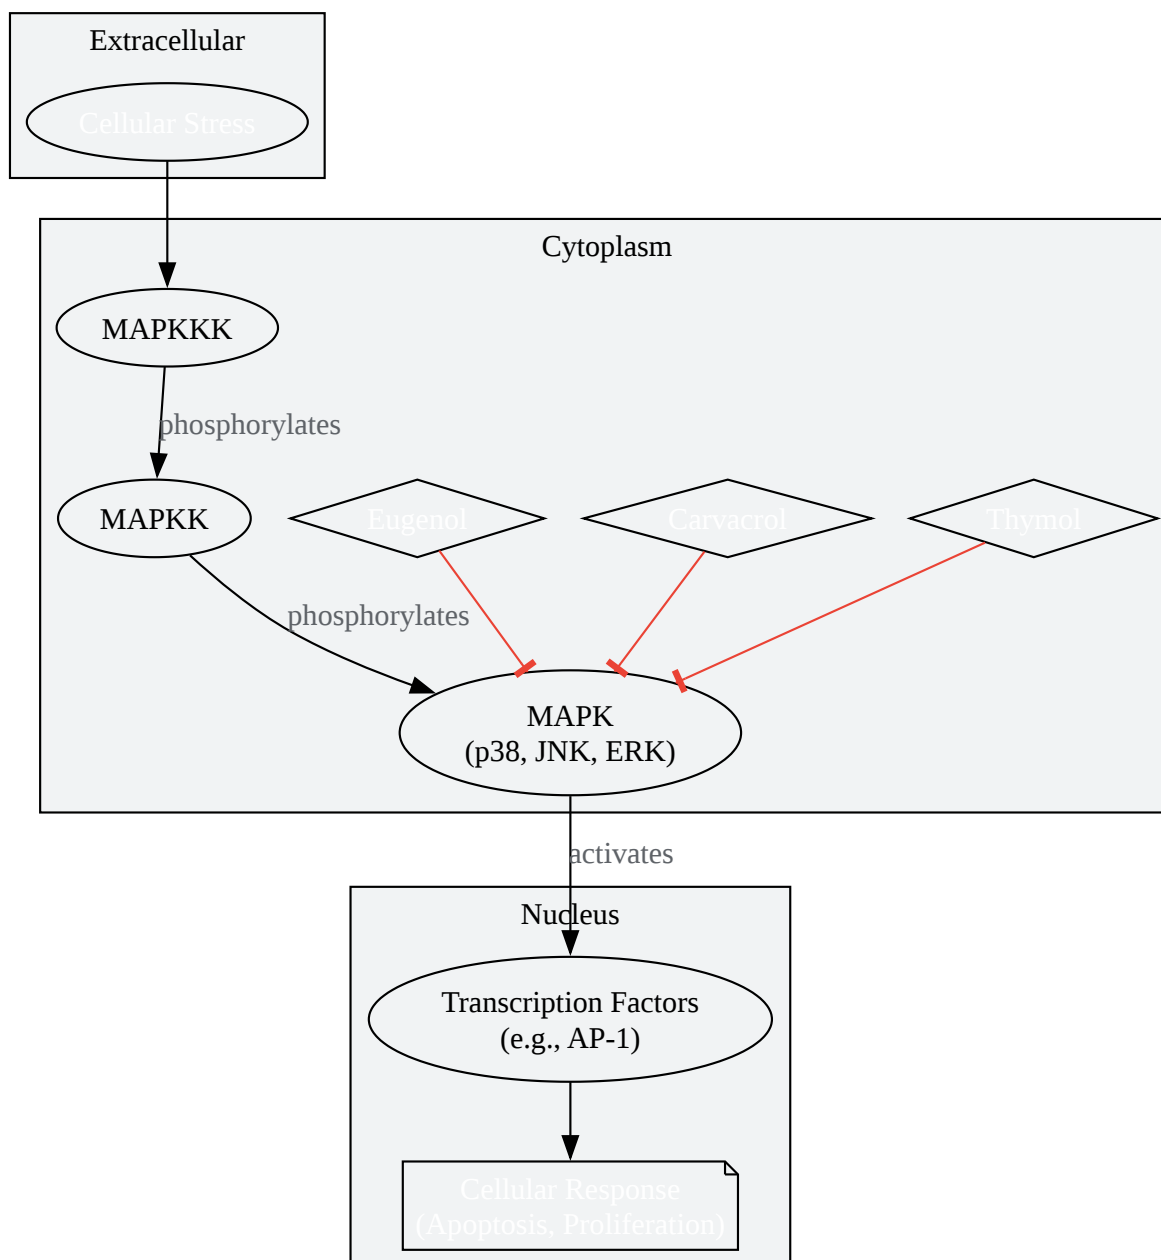 Extracellular
Cellular Stress
Cytoplasm
MAPKKK
phosphorylates
MAPKK
Eugenol
Carvacrol
Thymol
phosphorylates
MAPK
(p38, JNK, ERK)
activates
Nucleus
Transcription Factors
(e.g., AP-1)
Cellular Response
(Apoptosis, Proliferation)